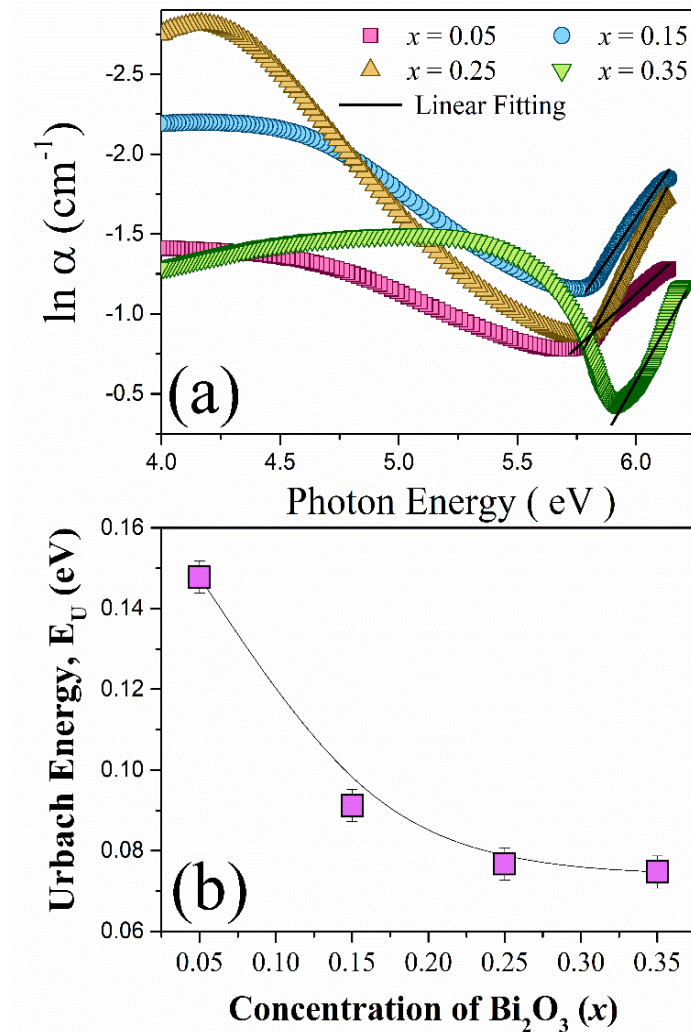 x = 0.05 x = 0.15
x = 0.25 x = 0.35
Linear Fitting
-2.5
-2.0
-1.5
-1.0
-0.5
ln α (cm⁻¹)
(a)
4.0 4.5 5.0 5.5 6.0
Photon Energy ( eV )
0.16
0.14
0.12
0.10
0.08
0.06
Urbach Energy, E_U (eV)
(b)
0.05 0.10 0.15 0.20 0.25 0.30 0.35
Concentration of Bi₂O₃ (x)